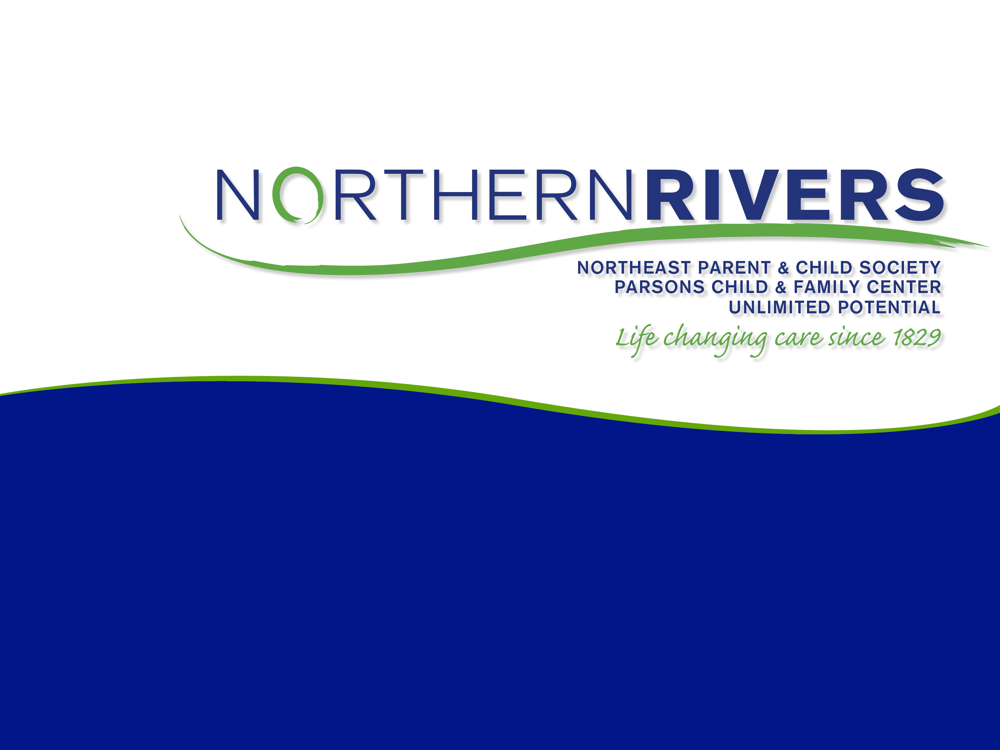 NORTHERNRIVERS
NORTHEAST PARENT & CHILD SOCIETY
PARSONS CHILD & FAMILY CENTER
UNLIMITED POTENTIAL
Life changing care since 1829